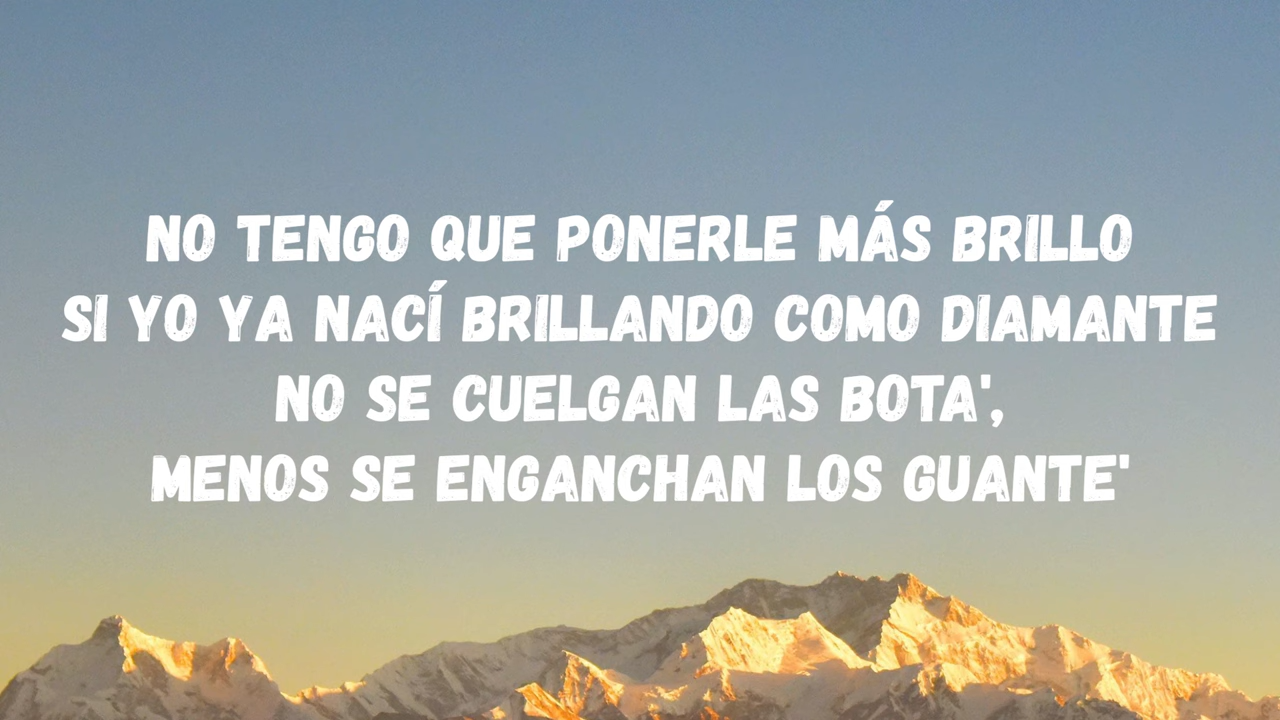 NO TENGO QUE PONERLE MÁS BRILLO
SI YO YA NACÍ BRILLANDO COMO DIAMANTE
NO SE CUELGAN LAS BOTA',
MENOS SE ENGANCHAN LOS GUANTE'